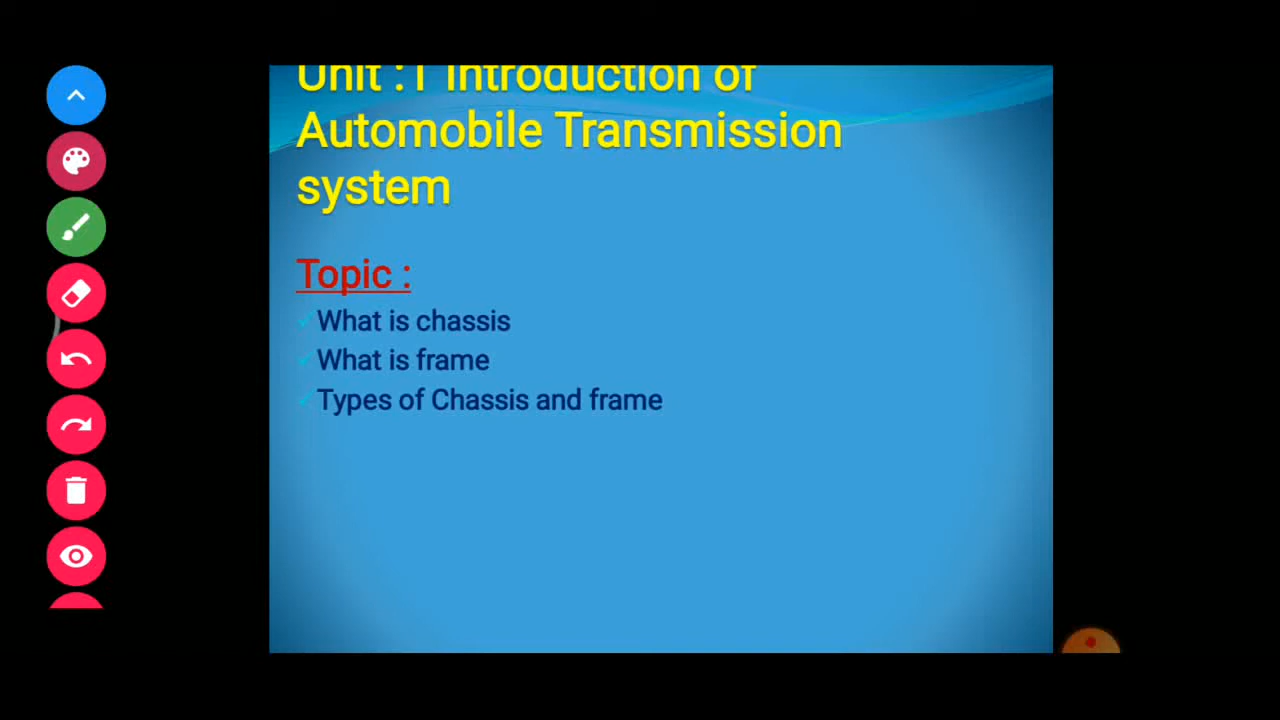 Unit : I Introduction of
Automobile Transmission
system
Topic :
What is chassis
What is frame
Types of Chassis and frame